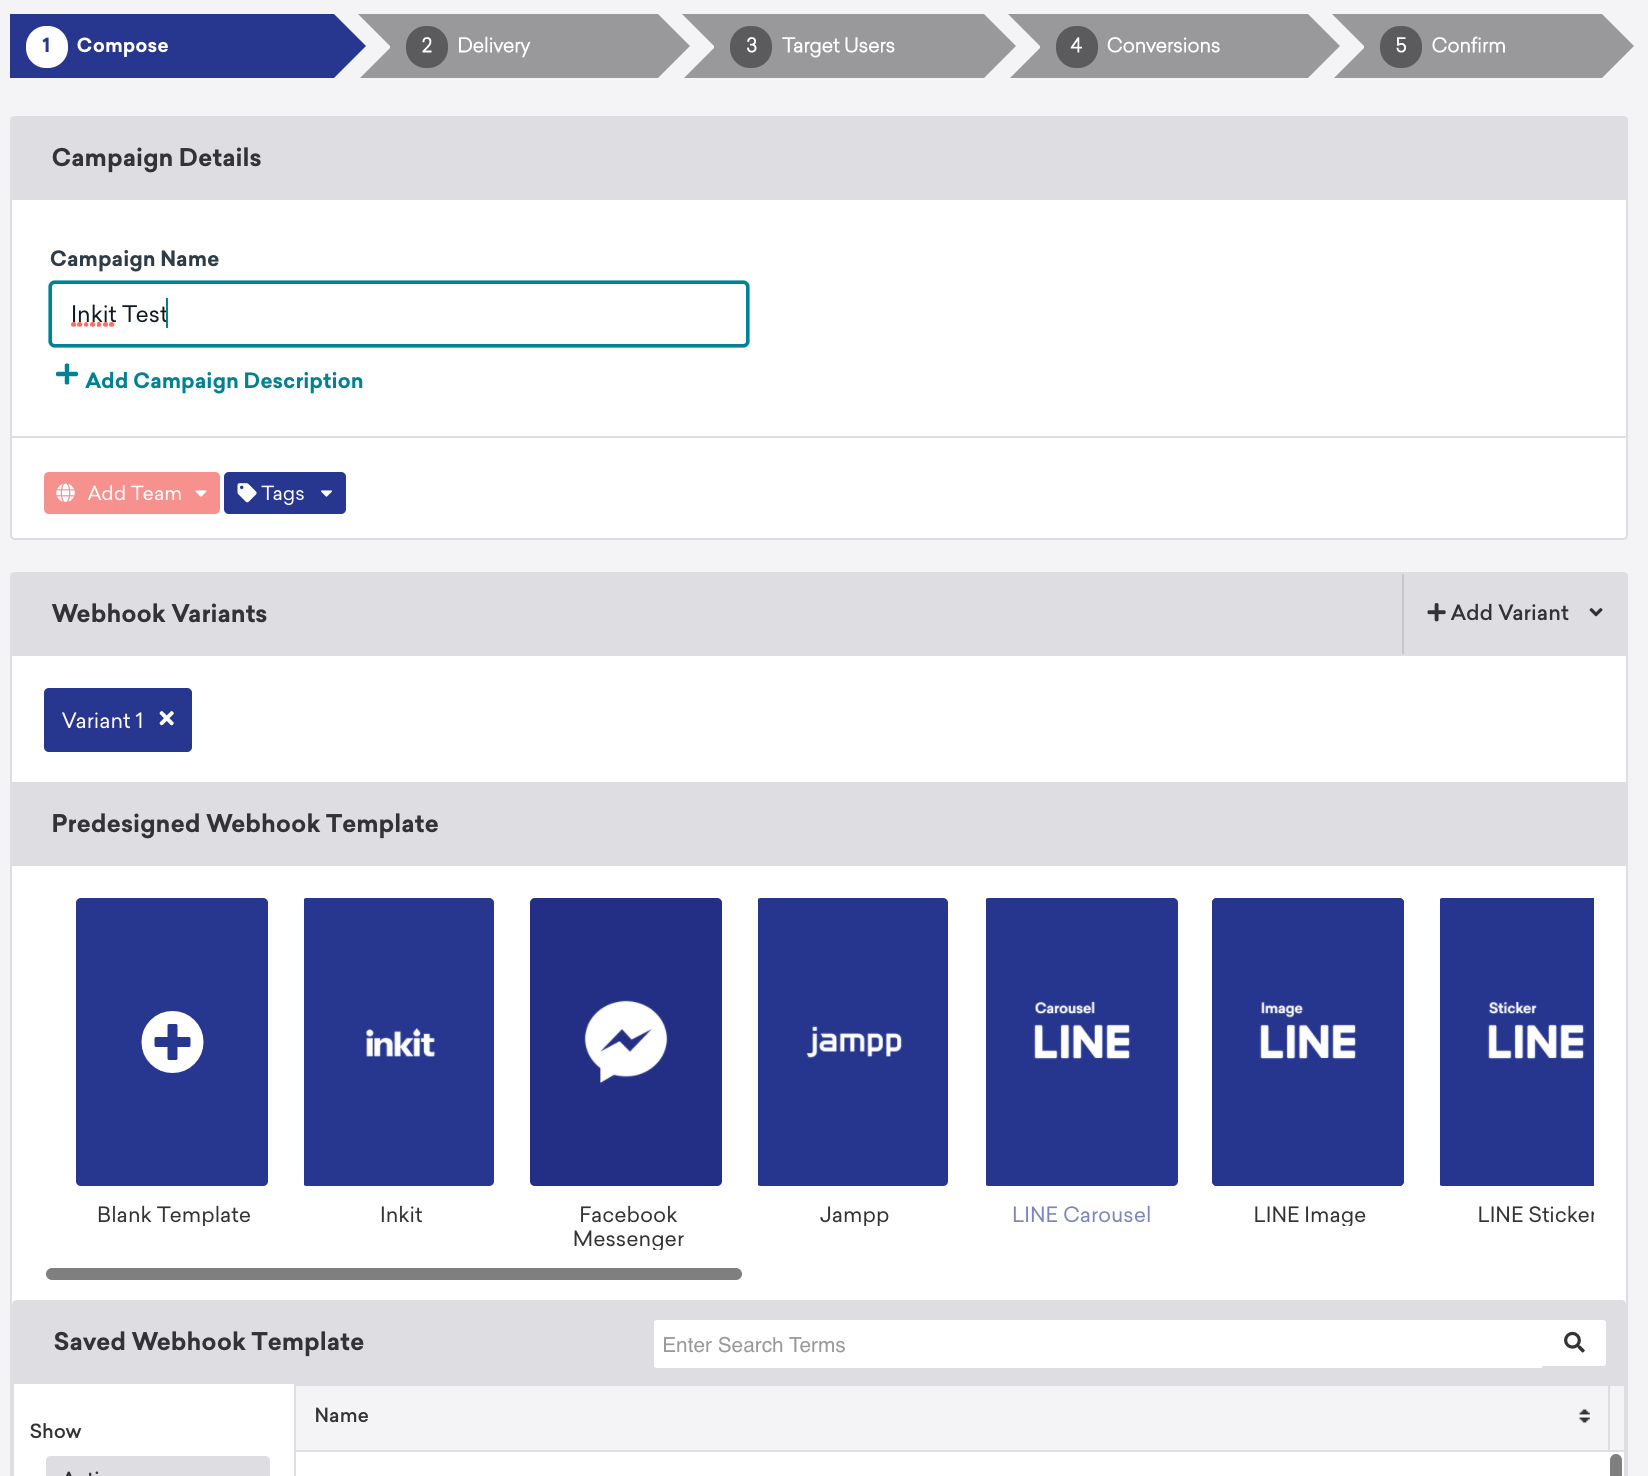 1 Compose
2 Delivery
3 Target Users
4 Conversions
5 Confirm
Campaign Details
Campaign Name
Inkit Test
Add Campaign Description
Add Team
Tags
Webhook Variants
Add Variant
Variant 1
Predesigned Webhook Template
inkit
jampp
Carousel
LINE
Image
LINE
Sticker
LINE
Blank Template
Inkit
Facebook
Messenger
Jampp
LINE Carousel
LINE Image
LINE Sticker
Saved Webhook Template
Enter Search Terms
Show
Name